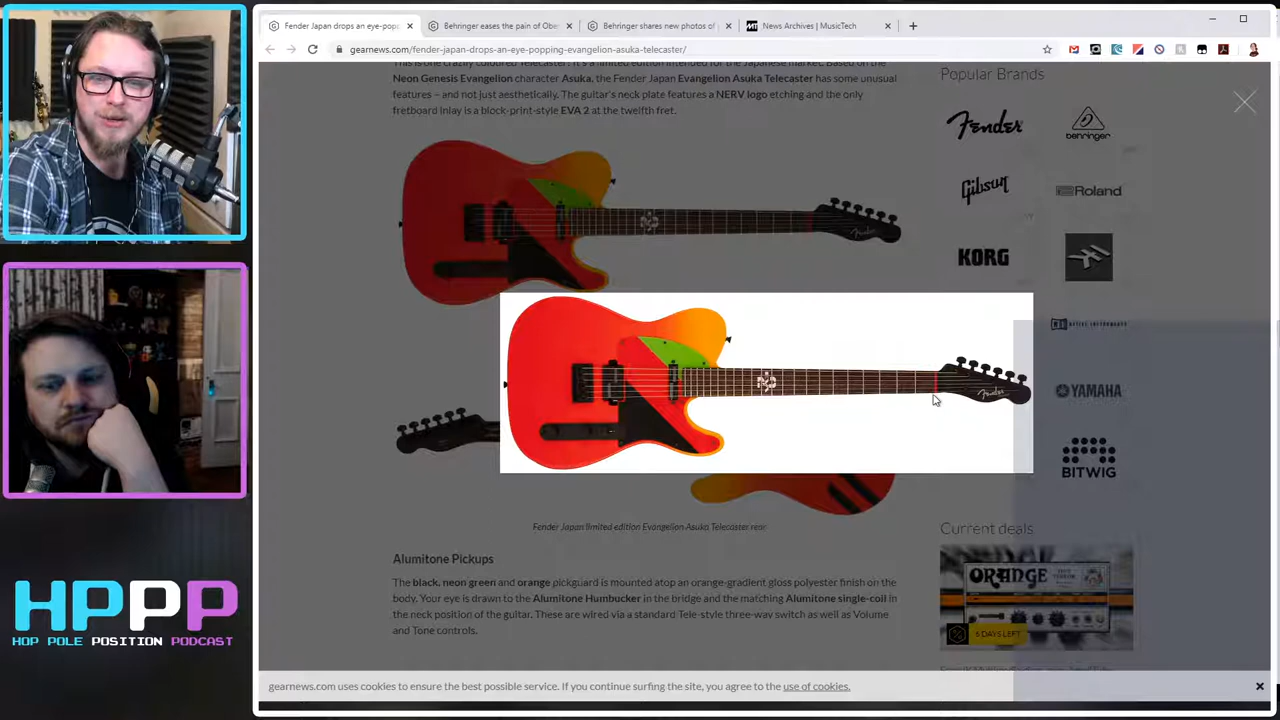 Fender Japan drops an eye-popp
Behringer eases the pain of Obe
Behringer shares new photos of
News Archives | MusicTech
gearnews.com/fender-japan-drops-an-eye-popping-evangelion-asuka-telecaster/
This is one crazily coloured Telecaster! It's a limited edition intended for the Japanese market. Based on the
Neon Genesis Evangelion character Asuka, the Fender Japan Evangelion Asuka Telecaster has some unusual
features – and not just aesthetically. The guitar's neck plate features a NERV logo etching and the only
fretboard inlay is a block-print-style EVA 2 at the twelfth fret.
Popular Brands
Fender
behringer
Gibson
Roland
KORG
YAMAHA
BITWIG
Fender
Fender
Fender Japan limited edition Evangelion Asuka Telecaster rear
Alumitone Pickups
The black, neon green and orange pickguard is mounted atop an orange-gradient gloss polyester finish on the
body. Your eye is drawn to the Alumitone Humbucker in the bridge and the matching Alumitone single-coil in
the neck position of the guitar. These are wired via a standard Tele-style three-way switch as well as Volume
and Tone controls.
Current deals
ORANGE
5 DAYS LEFT
gearnews.com uses cookies to ensure the best possible service. If you continue surfing the site, you agree to the use of cookies.
HPPP
HOP POLE POSITION PODCAST